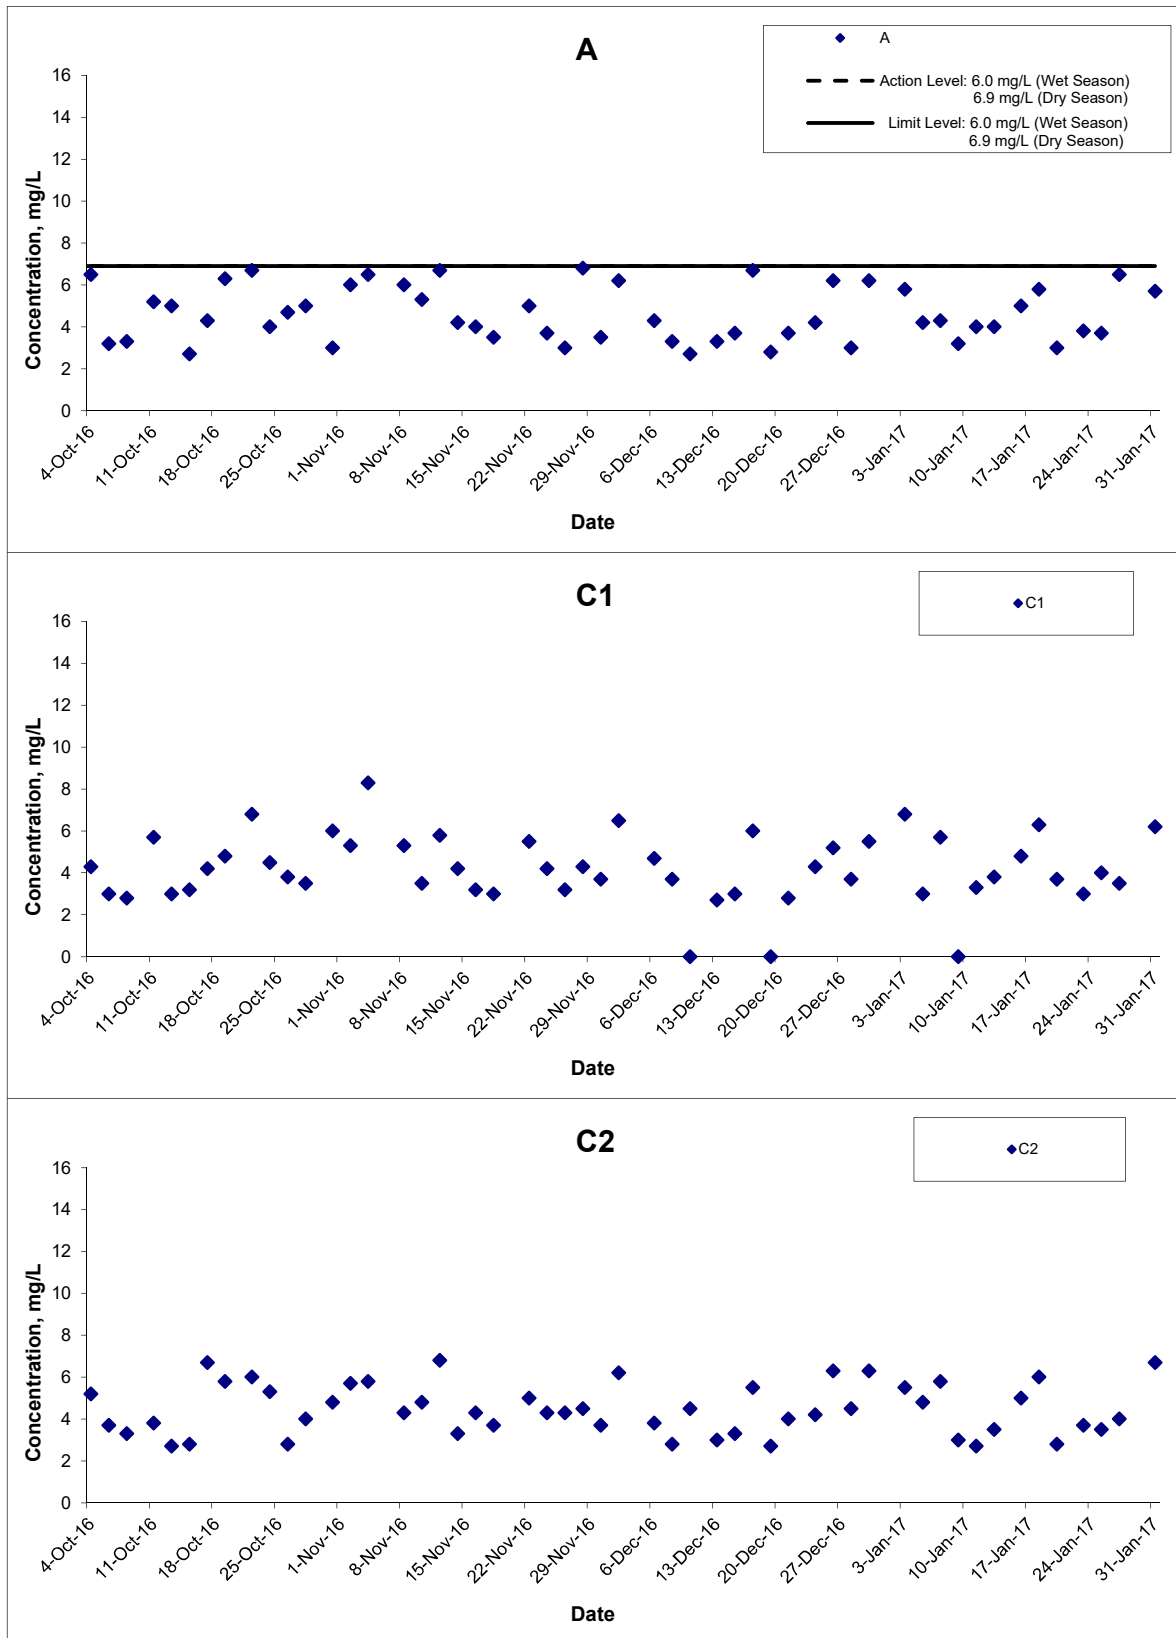 A
A
Action Level: 6.0 mg/L (Wet Season)
6.9 mg/L (Dry Season)
Limit Level: 6.0 mg/L (Wet Season)
6.9 mg/L (Dry Season)
Concentration, mg/L
16
14
12
10
8
6
4
2
0
4-Oct-16
11-Oct-16
18-Oct-16
25-Oct-16
1-Nov-16
8-Nov-16
15-Nov-16
22-Nov-16
29-Nov-16
6-Dec-16
13-Dec-16
20-Dec-16
27-Dec-16
3-Jan-17
10-Jan-17
17-Jan-17
24-Jan-17
31-Jan-17
Date
C1
C1
Concentration, mg/L
16
14
12
10
8
6
4
2
0
4-Oct-16
11-Oct-16
18-Oct-16
25-Oct-16
1-Nov-16
8-Nov-16
15-Nov-16
22-Nov-16
29-Nov-16
6-Dec-16
13-Dec-16
20-Dec-16
27-Dec-16
3-Jan-17
10-Jan-17
17-Jan-17
24-Jan-17
31-Jan-17
Date
C2
C2
Concentration, mg/L
16
14
12
10
8
6
4
2
0
4-Oct-16
11-Oct-16
18-Oct-16
25-Oct-16
1-Nov-16
8-Nov-16
15-Nov-16
22-Nov-16
29-Nov-16
6-Dec-16
13-Dec-16
20-Dec-16
27-Dec-16
3-Jan-17
10-Jan-17
17-Jan-17
24-Jan-17
31-Jan-17
Date